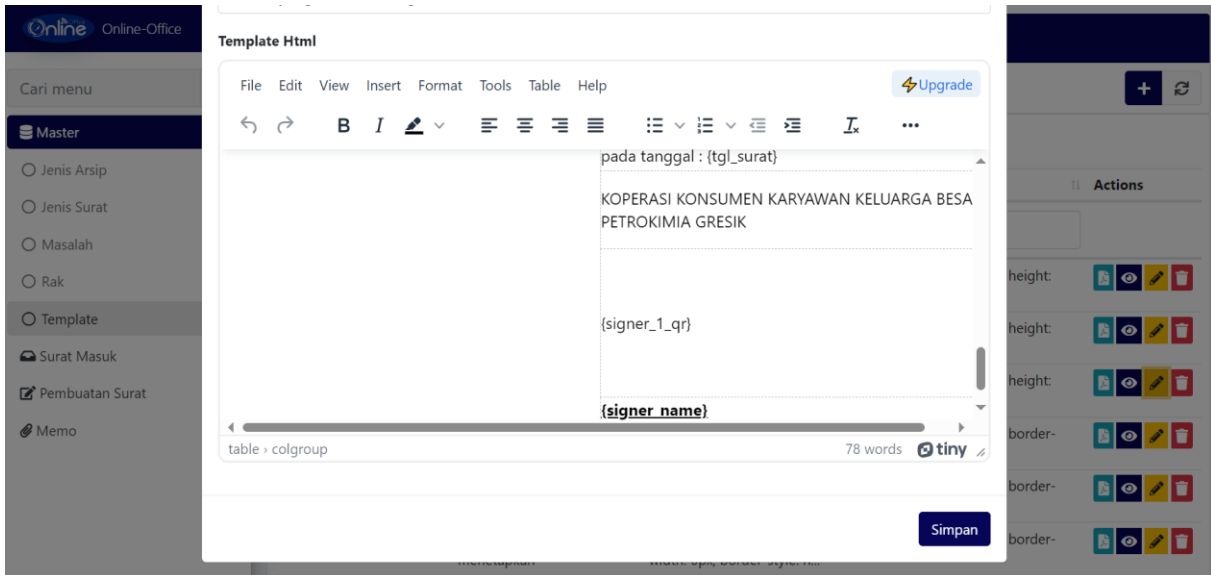 Online Online-Office
Cari menu
Master
Jenis Arsip
Jenis Surat
Masalah
Rak
Template
Surat Masuk
Pembuatan Surat
Memo
Template Html
File Edit View Insert Format Tools Table Help
Upgrade
B I
pada tanggal : {tgl_surat}
KOPERASI KONSUMEN KARYAWAN KELUARGA BESA
PETROKIMIA GRESIK
{signer_1_qr}
{signer_name}
table › colgroup
78 words tiny
Simpan
Actions
height:
height:
height:
border-
border-
border-